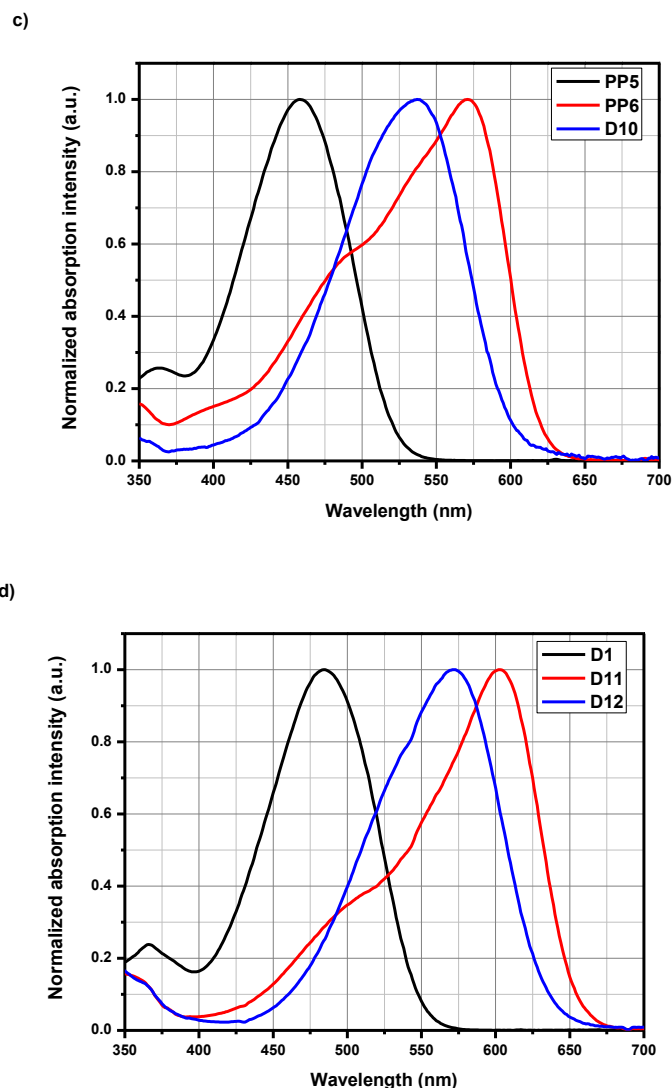 c)
PP5
PP6
D10
1.0
0.8
0.6
0.4
0.2
0.0
Normalized absorption intensity (a.u.)
350 400 450 500 550 600 650 700
Wavelength (nm)
d)
D1
D11
D12
1.0
0.8
0.6
0.4
0.2
0.0
Normalized absorption intensity (a.u.)
350 400 450 500 550 600 650 700
Wavelength (nm)